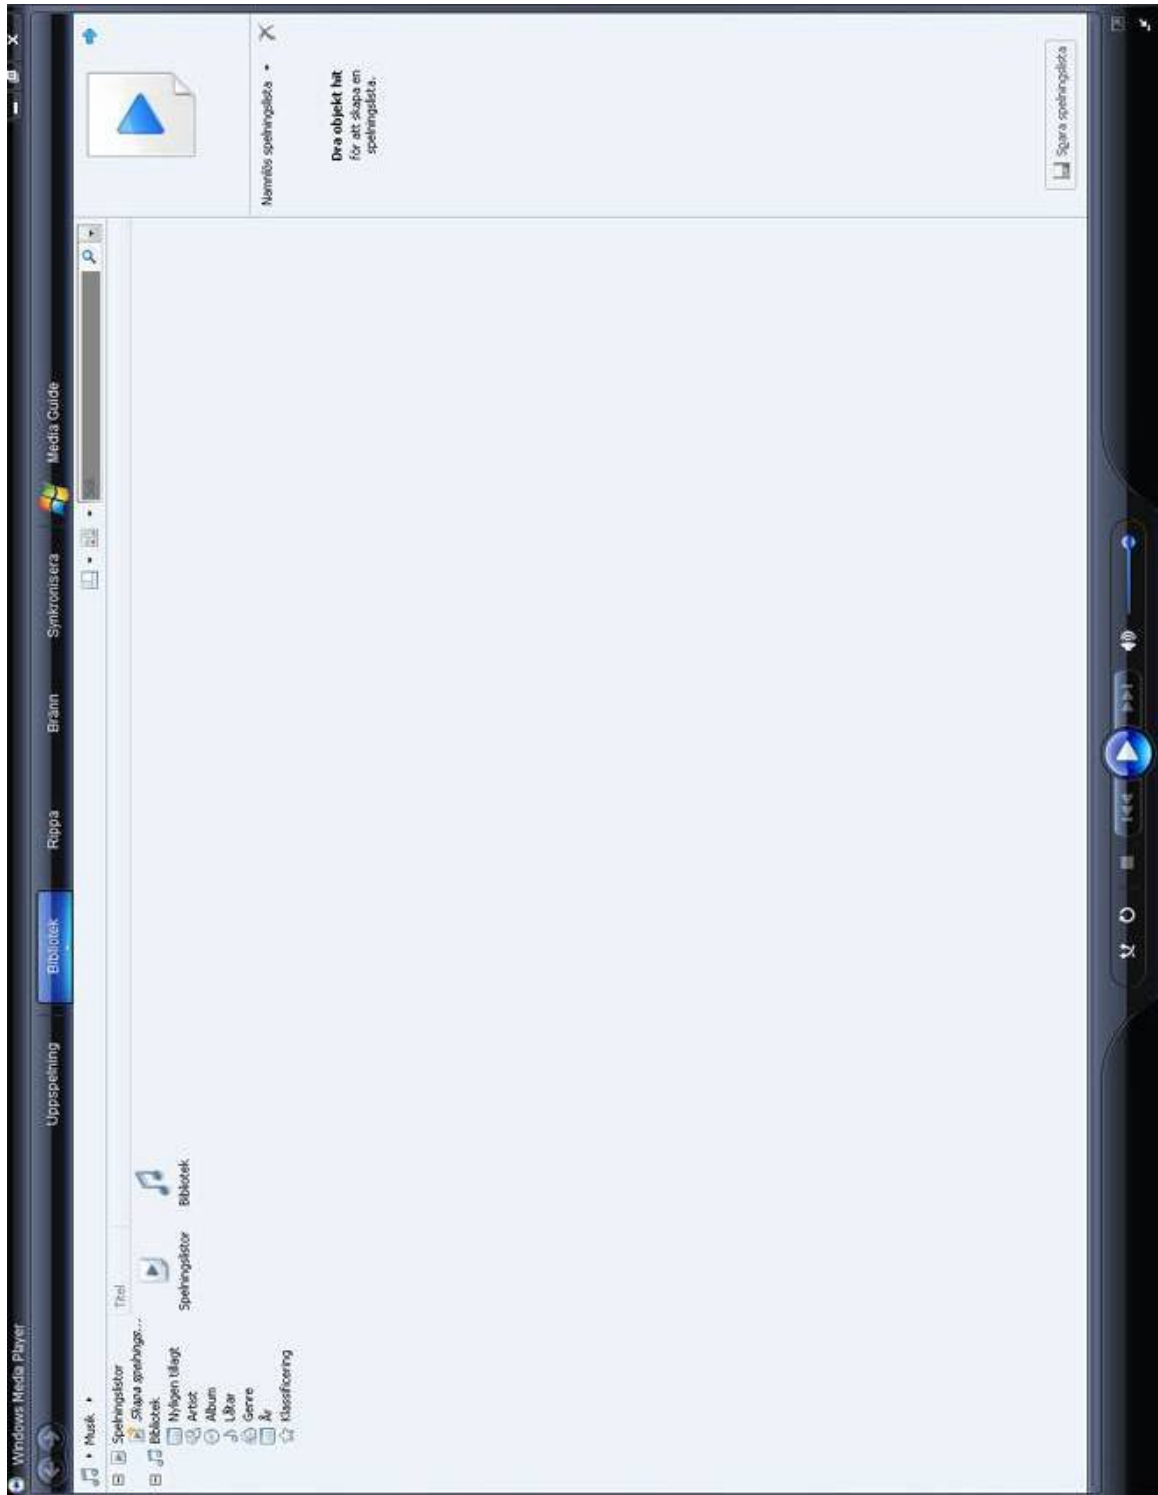 Windows Media Player
Uppspelning
Bibliotek
Rippa
Bränn
Synkronisera
Media Guide
Musik
Sök
Spelningslistor
Skapa spelnings...
Bibliotek
Nyligen tillagt
Artist
Album
Låtar
Genre
År
Klassificering
Titel
Spelningslistor
Bibliotek
Namnlös spelningslista
Dra objekt hit
för att skapa en
spelningslista.
Spara spelningslista